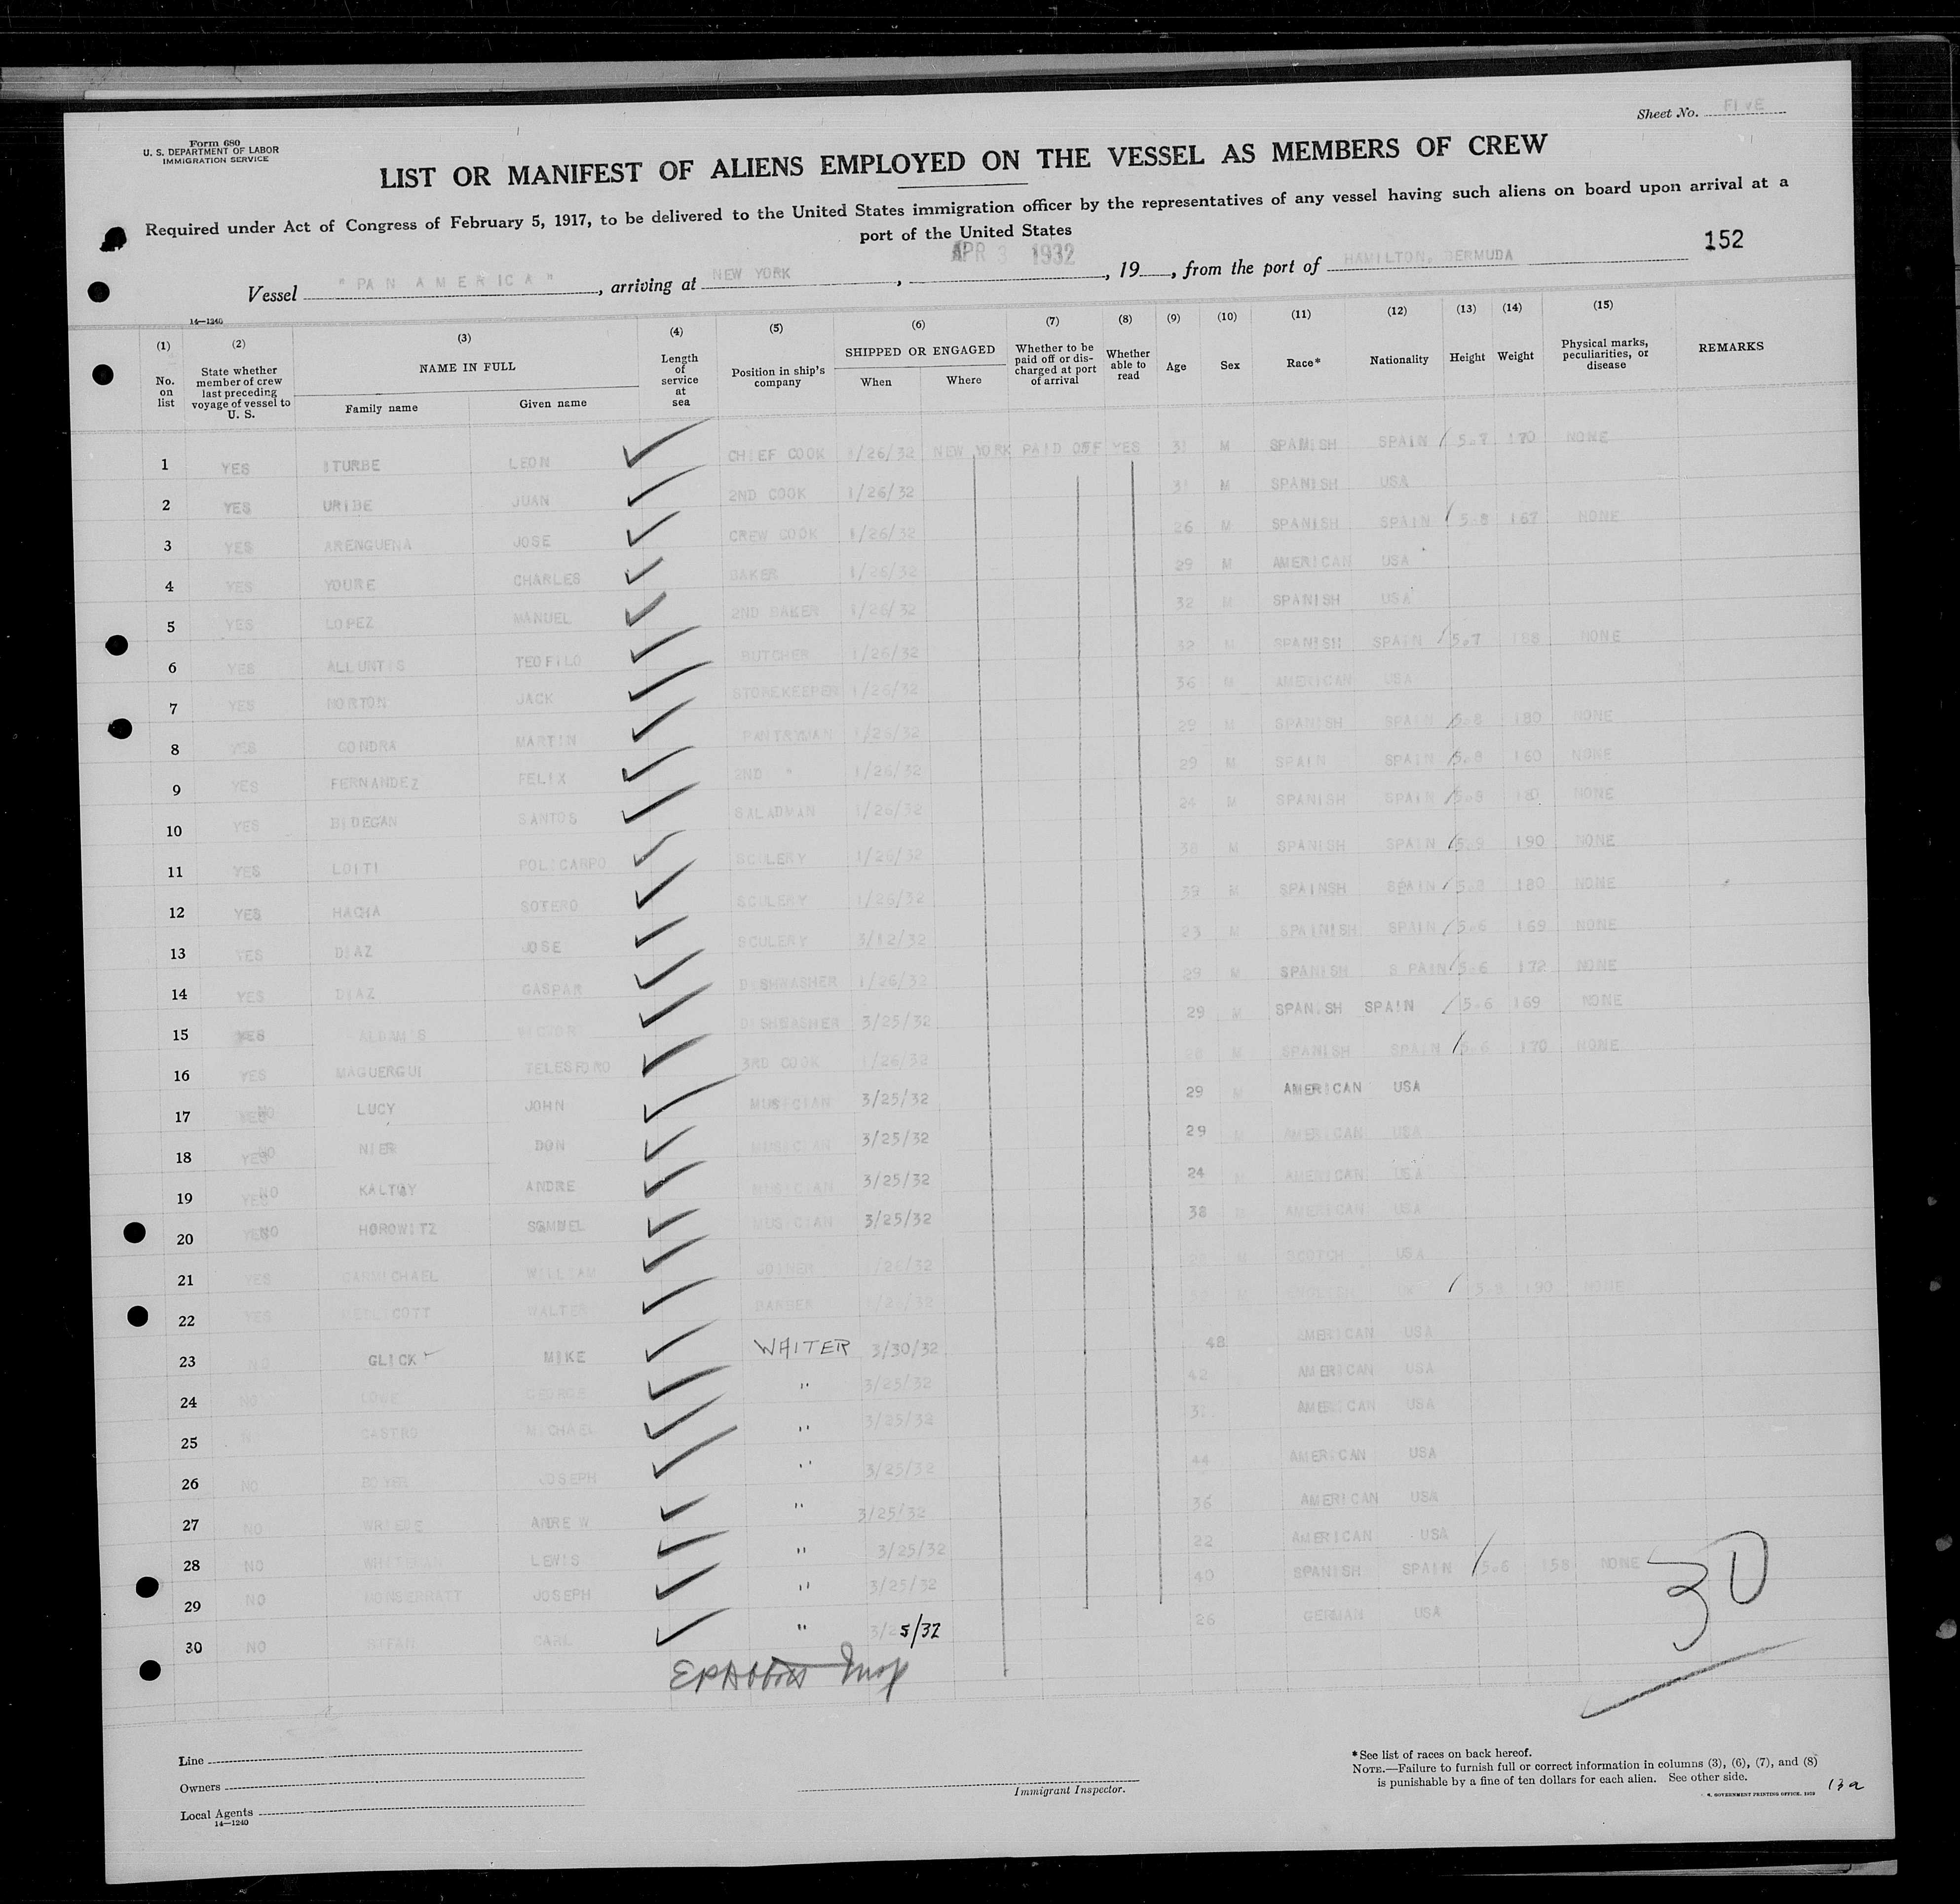 Sheet No. FIVE
Form 680
U. S. DEPARTMENT OF LABOR
IMMIGRATION SERVICE
LIST OR MANIFEST OF ALIENS EMPLOYED ON THE VESSEL AS MEMBERS OF CREW
Required under Act of Congress of February 5, 1917, to be delivered to the United States immigration officer by the representatives of any vessel having such aliens on board upon arrival at a
port of the United States
152
Vessel "PAN AMERICA", arriving at NEW YORK, APR 3 1932, 19, from the port of HAMILTON, BERMUDA
14—1240
(1) No. on list
(2) State whether member of crew last preceding voyage of vessel to U. S.
(3) NAME IN FULL
Family name Given name
(4) Length of service at sea
(5) Position in ship's company
(6) SHIPPED OR ENGAGED
When Where
(7) Whether to be paid off or discharged at port of arrival
(8) Whether able to read
(9) Age
(10) Sex
(11) Race*
(12) Nationality
(13) Height
(14) Weight
(15) Physical marks, peculiarities, or disease
REMARKS
1 YES ITURBE LEON CHIEF COOK 1/26/32 NEW YORK PAID OFF YES 31 M SPANISH SPAIN 5.7 170 NONE
2 YES URIBE JUAN 2ND COOK 1/26/32 31 M SPANISH USA
3 YES ARENGUENA JOSE CREW COOK 1/26/32 26 M SPANISH SPAIN 5.8 167 NONE
4 YES YOURE CHARLES BAKER 1/26/32 29 M AMERICAN USA
5 YES LOPEZ MANUEL 2ND BAKER 1/26/32 32 M SPANISH USA
6 YES ALLUNTIS TEOFILO BUTCHER 1/26/32 32 M SPANISH SPAIN 5.7 188 NONE
7 YES NORTON JACK STOREKEEPER 1/26/32 36 M AMERICAN USA
8 YES GONDRA MARTIN PANTRYMAN 1/26/32 29 M SPANISH SPAIN 5.8 180 NONE
9 YES FERNANDEZ FELIX 2ND " 1/26/32 29 M SPAIN SPAIN 5.8 160 NONE
10 YES BIDEGAN SANTOS SALADMAN 1/26/32 24 M SPANISH SPAIN 5.8 180 NONE
11 YES LOITI POLICARPO SCULERY 1/26/32 38 M SPANISH SPAIN 5.9 190 NONE
12 YES HACHA SOTERO SCULERY 1/26/32 39 M SPAINSH SPAIN 5.8 180 NONE
13 YES DIAZ JOSE SCULERY 3/12/32 23 M SPAINISH SPAIN 5.6 169 NONE
14 YES DIAZ GASPAR DISHWASHER 1/26/32 29 M SPANISH SPAIN 5.6 172 NONE
15 YES ALDAMIS VICTOR DISHWASHER 3/25/32 29 M SPANISH SPAIN 5.6 169 NONE
16 YES MAGUERGUI TELESFORO 3RD COOK 1/26/32 28 M SPANISH SPAIN 5.6 170 NONE
17 YES NO LUCY JOHN MUSICIAN 3/25/32 29 M AMERICAN USA
18 YES NO NIER DON MUSICIAN 3/25/32 29 M AMERICAN USA
19 YES NO KALTGY ANDRE MUSICIAN 3/25/32 24 M AMERICAN USA
20 YES NO HOROWITZ SAMUEL MUSICIAN 3/25/32 38 M AMERICAN USA
21 YES CARMICHAEL WILLIAM JOINER 1/26/32 M SCOTCH USA
22 YES WALTER BARBER 1/26/32 M 5.9 190 NONE
23 NO GLICK MIKE WAITER 3/30/32 48 AMERICAN USA
24 NO LOWE GEORGE " 3/25/32 42 AMERICAN USA
25 N CASTRO MICHAEL " 3/25/32 3 AMERICAN USA
26 NO JOSEPH " 3/25/32 44 AMERICAN USA
27 NO WRIEDE ANDREW " 3/25/32 36 AMERICAN USA
28 NO WHITEMAN LEWIS " 3/25/32 22 AMERICAN USA
29 NO MONSERRATT JOSEPH " 3/25/32 40 SPANISH SPAIN 5.6 158 NONE
30 NO CARL " 3/25/32 26 GERMAN USA
30
Line
Owners
Local Agents
14—1240
Immigrant Inspector.
*See list of races on back hereof.
NOTE.—Failure to furnish full or correct information in columns (3), (6), (7), and (8)
is punishable by a fine of ten dollars for each alien. See other side.